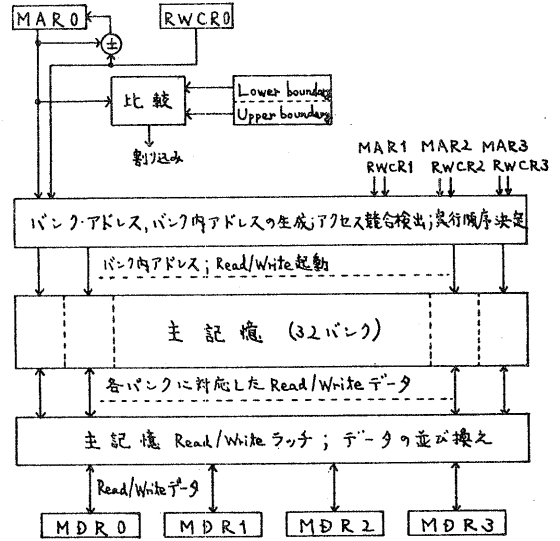 MAR0
RWCR0
±
比較
Lower boundary
Upper boundary
割り込み
MAR1 MAR2 MAR3
RWCR1 RWCR2 RWCR3
バンク・アドレス, バンク内アドレスの生成;アクセス競合検出;実行順序決定
バンク内アドレス; Read/Write起動
主記憶 (32バンク)
各バンクに対応したRead/Writeデータ
主記憶 Read/Writeラッチ; データの並び換え
Read/Writeデータ
MDR0 MDR1 MDR2 MDR3